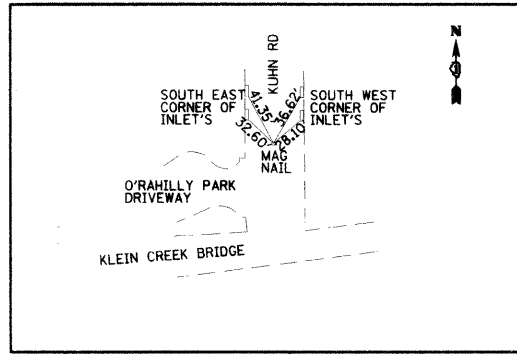 N
KUHN RD
SOUTH EAST
CORNER OF
INLET'S
41.35'
36.62'
SOUTH WEST
CORNER OF
INLET'S
32.60'
28.10'
MAG
NAIL
O'RAHILLY PARK
DRIVEWAY
KLEIN CREEK BRIDGE